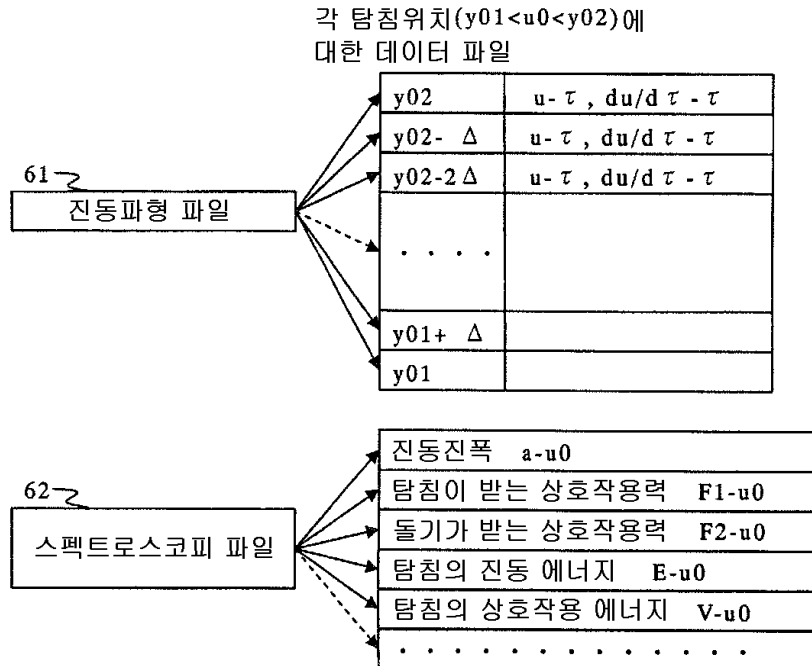 각 탐침위치(y01<u0<y02)에
대한 데이터 파일
y02 u-τ, du/dτ-τ
y02-Δ u-τ, du/dτ-τ
61
y02-2Δ u-τ, du/dτ-τ
진동파형 파일
. . . .
y01+ Δ
y01
진동진폭 a-u0
62
탐침이 받는 상호작용력 F1-u0
돌기가 받는 상호작용력 F2-u0
스펙트로스코피 파일
탐침의 진동 에너지 E-u0
탐침의 상호작용 에너지 V-u0
. . . . . . . . . . . . . .